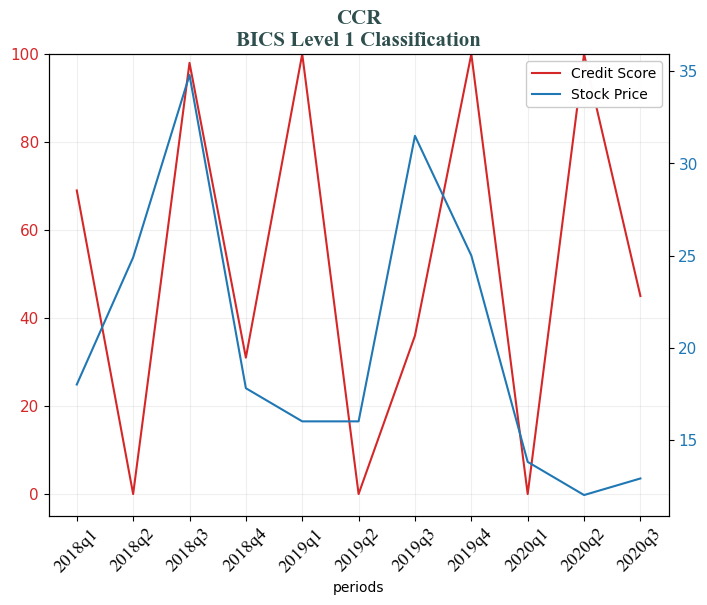 CCR
BICS Level 1 Classification
100
80
60
40
20
0
35
30
25
20
15
Credit Score
Stock Price
2018q1
2018q2
2018q3
2018q4
2019q1
2019q2
2019q3
2019q4
2020q1
2020q2
2020q3
periods